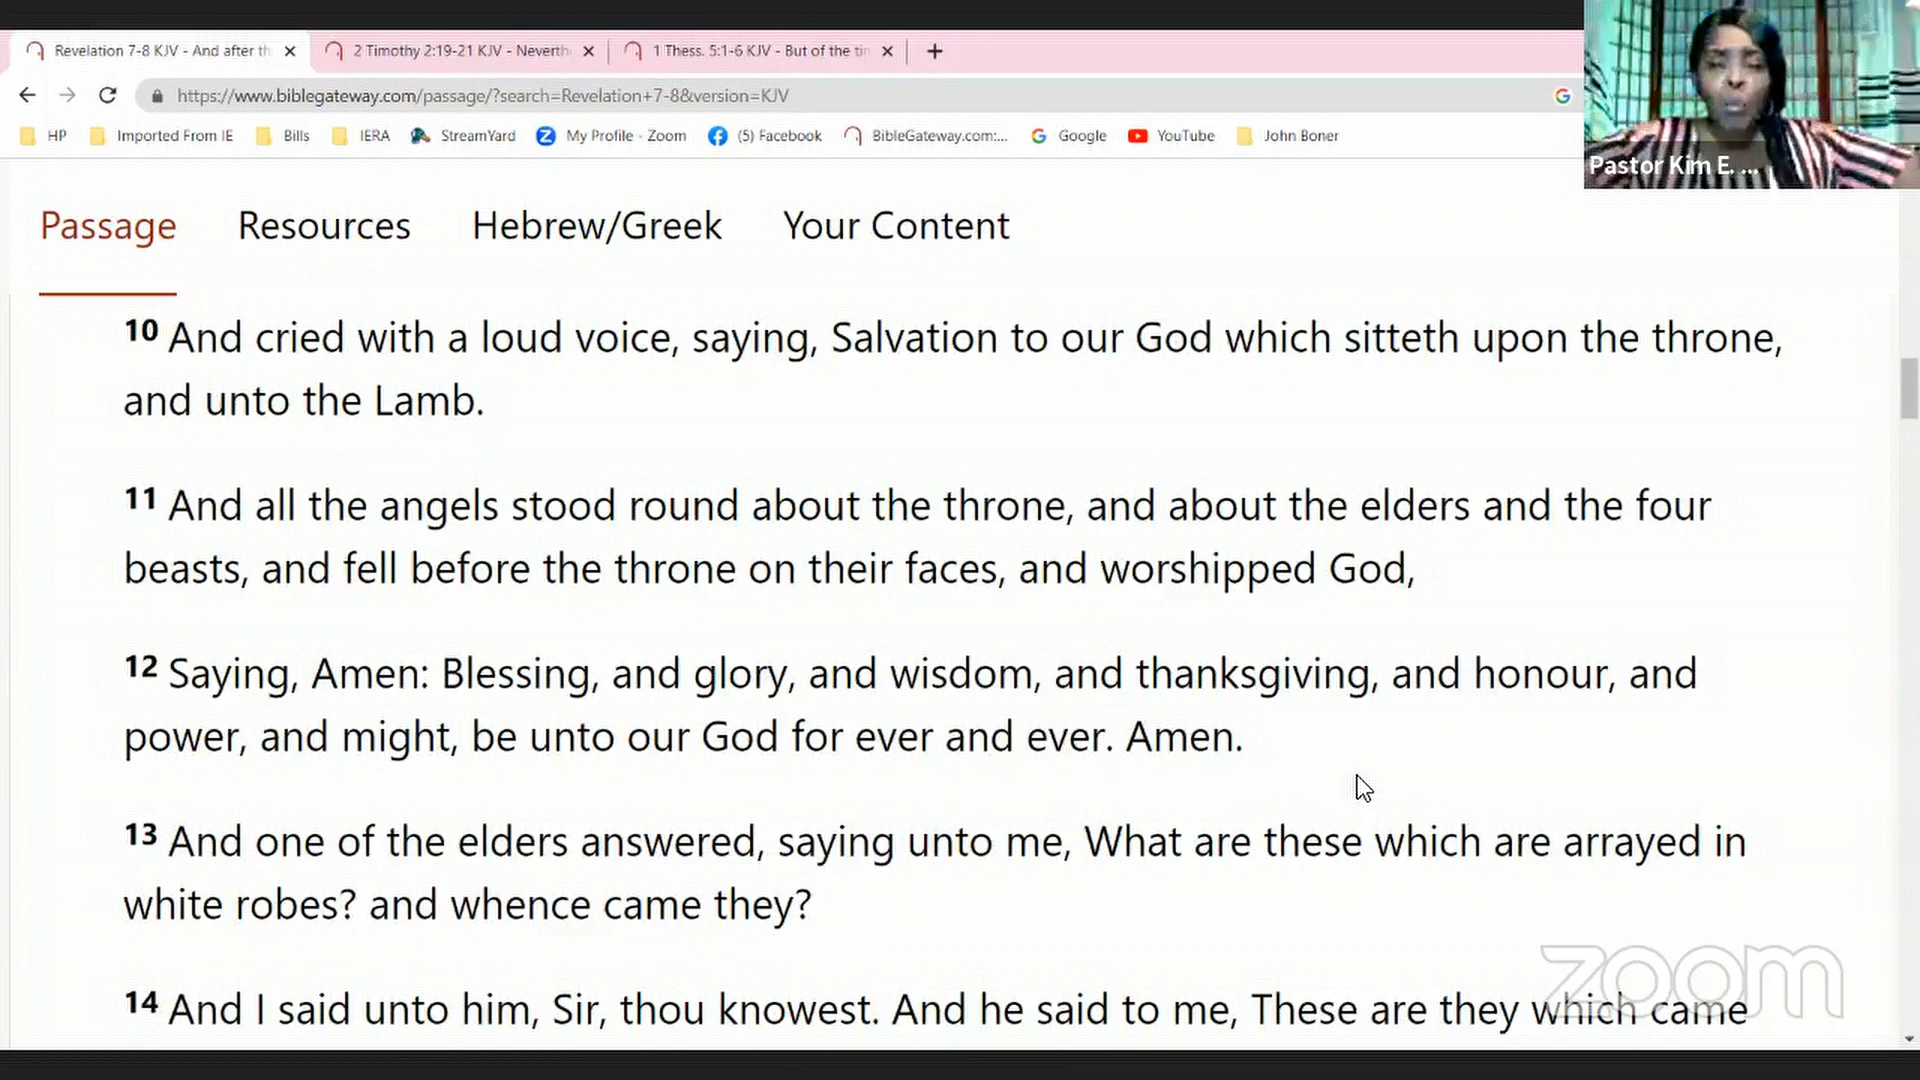 Revelation 7-8 KJV - And after th
2 Timothy 2:19-21 KJV - Neverth
1 Thess. 5:1-6 KJV - But of the tim
https://www.biblegateway.com/passage/?search=Revelation+7-8&version=KJV
HP Imported From IE Bills IERA StreamYard My Profile - Zoom (5) Facebook BibleGateway.com:... Google YouTube John Boner
Pastor Kim E. ...
Passage Resources Hebrew/Greek Your Content
10 And cried with a loud voice, saying, Salvation to our God which sitteth upon the throne,
and unto the Lamb.
11 And all the angels stood round about the throne, and about the elders and the four
beasts, and fell before the throne on their faces, and worshipped God,
12 Saying, Amen: Blessing, and glory, and wisdom, and thanksgiving, and honour, and
power, and might, be unto our God for ever and ever. Amen.
13 And one of the elders answered, saying unto me, What are these which are arrayed in
white robes? and whence came they?
14 And I said unto him, Sir, thou knowest. And he said to me, These are they which came
zoom